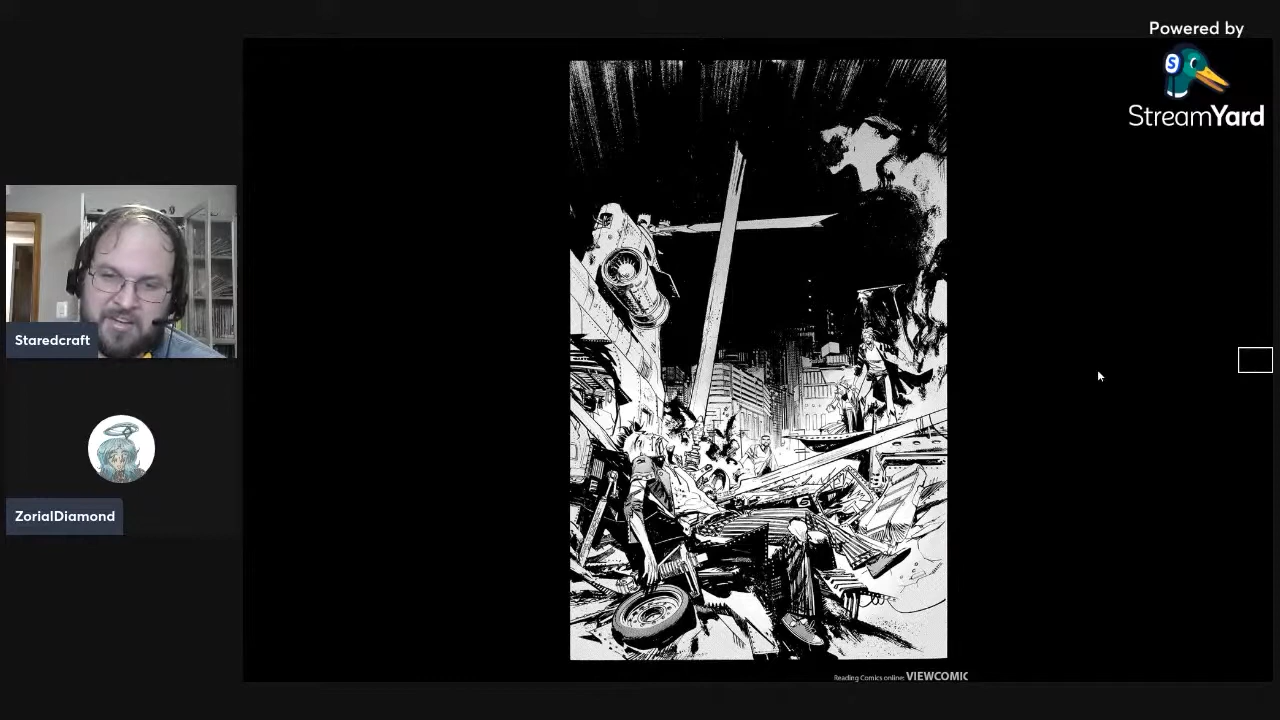 Powered by
StreamYard
Staredcraft
ZorialDiamond
Reading Comics online: VIEWCOMIC